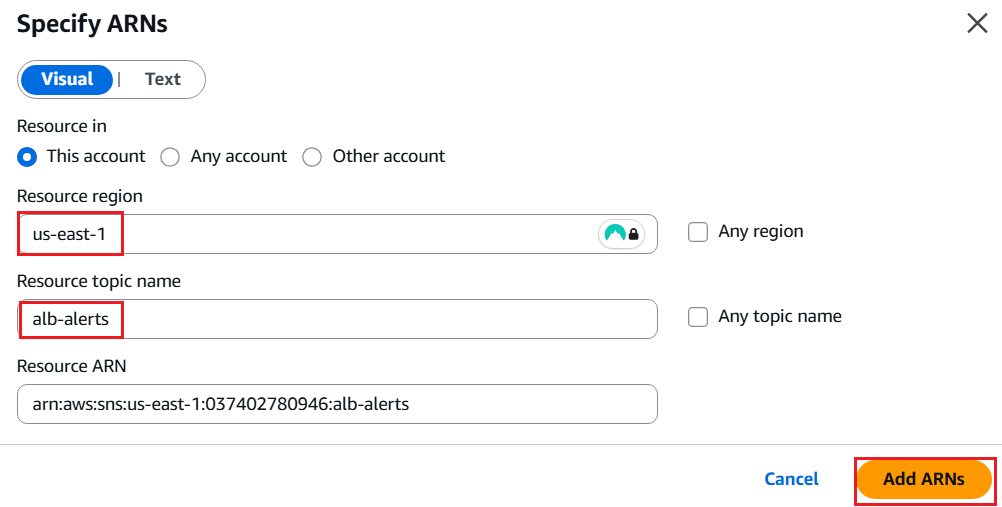 Specify ARNs
Visual | Text
Resource in
This account Any account Other account
Resource region
us-east-1 Any region
Resource topic name
alb-alerts Any topic name
Resource ARN
arn:aws:sns:us-east-1:037402780946:alb-alerts
Cancel Add ARNs